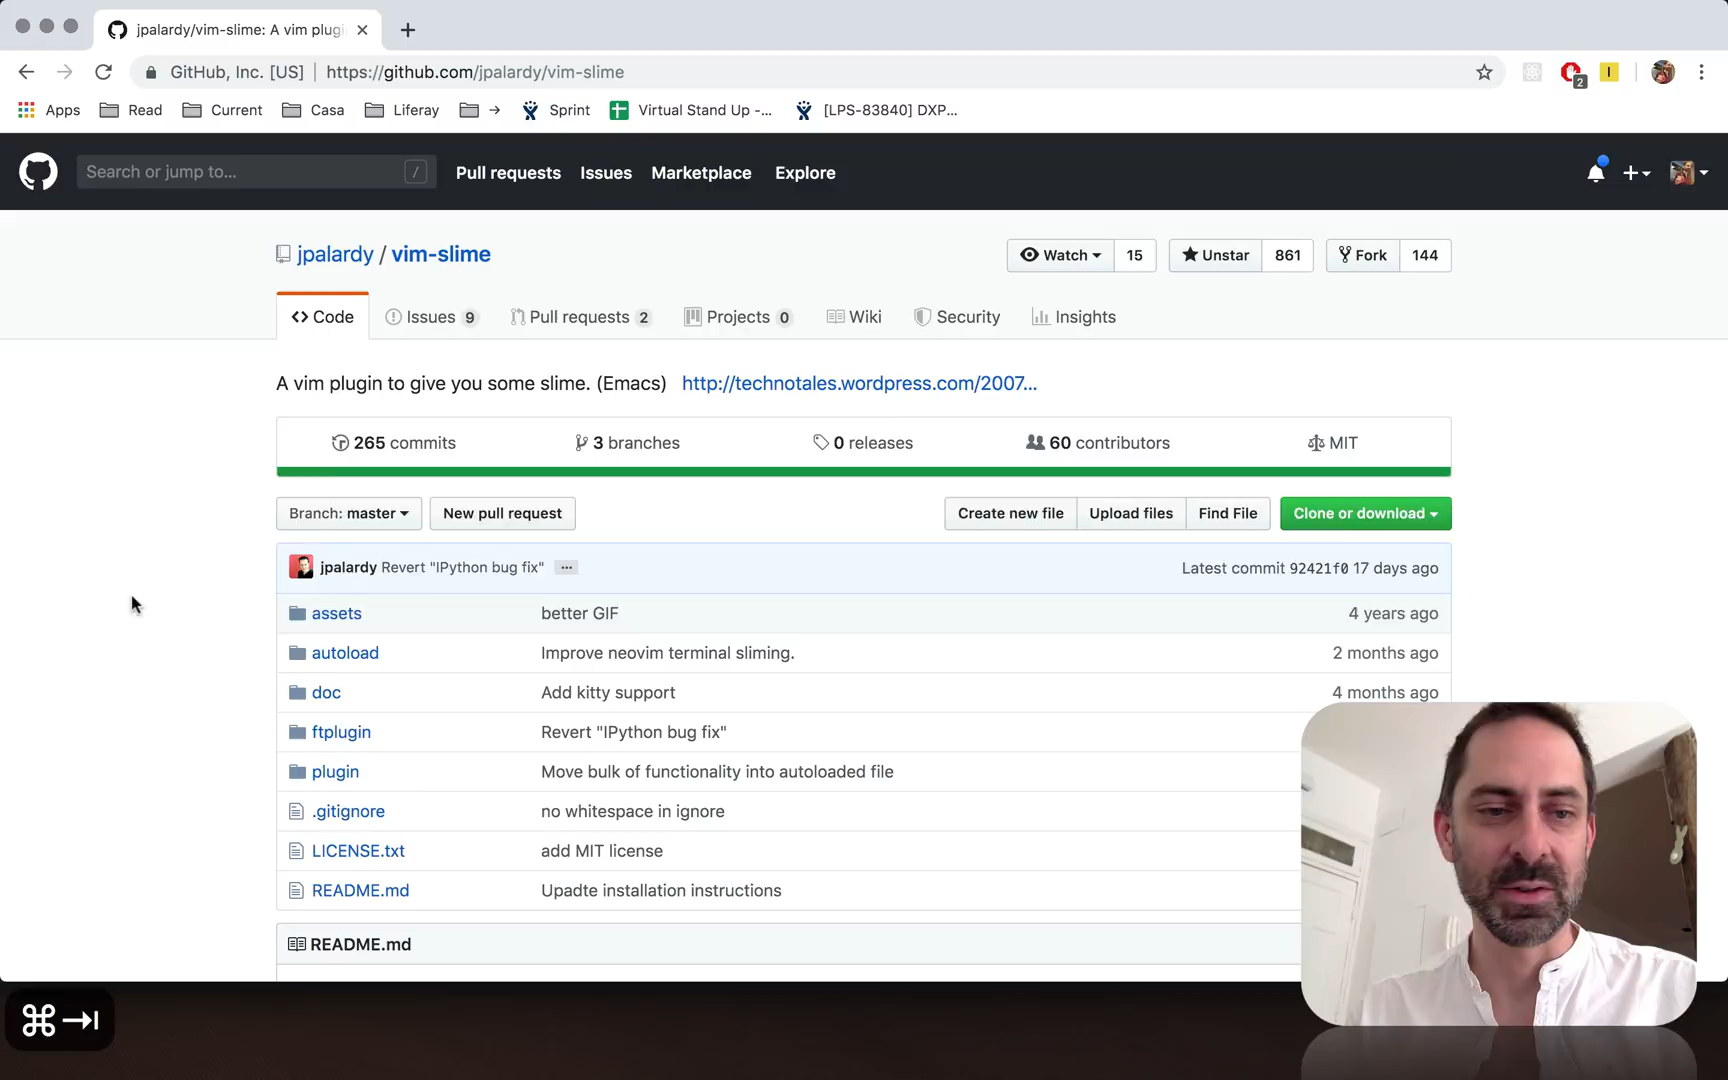 jpalardy/vim-slime: A vim plugi
GitHub, Inc. [US] | https://github.com/jpalardy/vim-slime
2
Apps Read Current Casa Liferay → Sprint Virtual Stand Up -... [LPS-83840] DXP...
Search or jump to... / Pull requests Issues Marketplace Explore
jpalardy / vim-slime Watch 15 Unstar 861 Fork 144
Code Issues 9 Pull requests 2 Projects 0 Wiki Security Insights
A vim plugin to give you some slime. (Emacs) http://technotales.wordpress.com/2007...
265 commits 3 branches 0 releases 60 contributors MIT
Branch: master New pull request Create new file Upload files Find File Clone or download
jpalardy Revert "IPython bug fix" ... Latest commit 92421f0 17 days ago
assets better GIF 4 years ago
autoload Improve neovim terminal sliming. 2 months ago
doc Add kitty support 4 months ago
ftplugin Revert "IPython bug fix"
plugin Move bulk of functionality into autoloaded file
.gitignore no whitespace in ignore
LICENSE.txt add MIT license
README.md Upadte installation instructions
README.md
⌘→|